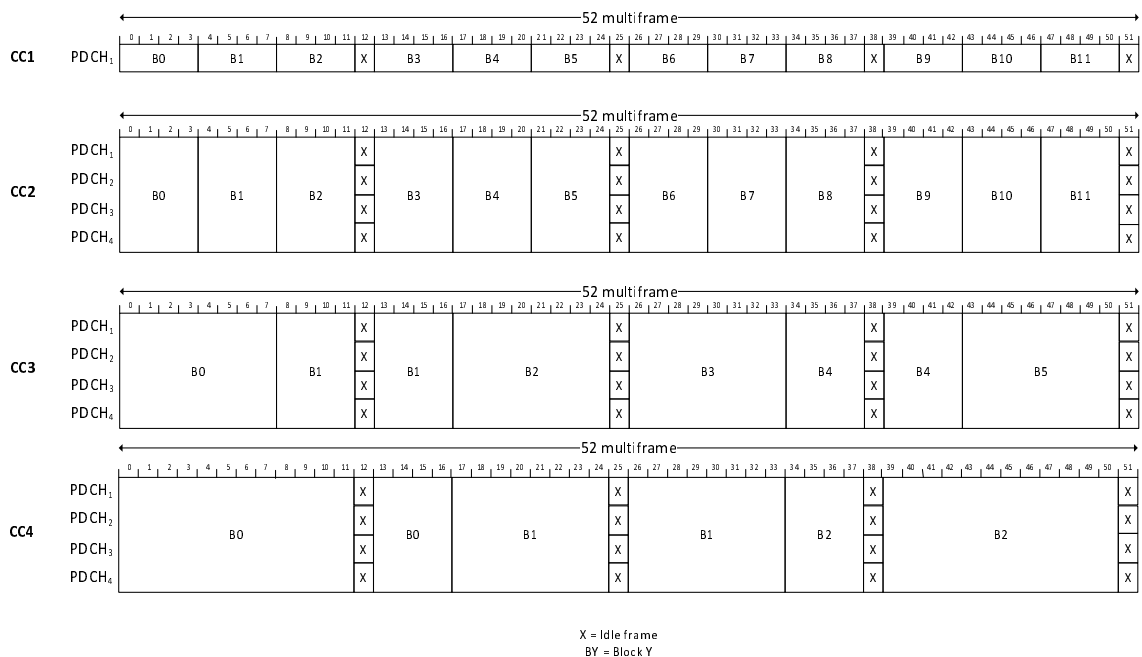 52 multiframe
0 1 2 3 4 5 6 7 8 9 10 11 12 13 14 15 16 17 18 19 20 21 22 23 24 25 26 27 28 29 30 31 32 33 34 35 36 37 38 39 40 41 42 43 44 45 46 47 48 49 50 51
CC1 PDCH₁ B0 B1 B2 X B3 B4 B5 X B6 B7 B8 X B9 B10 B11 X
52 multiframe
0 1 2 3 4 5 6 7 8 9 10 11 12 13 14 15 16 17 18 19 20 21 22 23 24 25 26 27 28 29 30 31 32 33 34 35 36 37 38 39 40 41 42 43 44 45 46 47 48 49 50 51
PDCH₁ X X X X
PDCH₂ X X X X
CC2 B0 B1 B2 B3 B4 B5 B6 B7 B8 B9 B10 B11
PDCH₃ X X X X
PDCH₄ X X X X
52 multiframe
0 1 2 3 4 5 6 7 8 9 10 11 12 13 14 15 16 17 18 19 20 21 22 23 24 25 26 27 28 29 30 31 32 33 34 35 36 37 38 39 40 41 42 43 44 45 46 47 48 49 50 51
PDCH₁ X X X X
PDCH₂ X X X X
CC3 B0 B1 B1 B2 B3 B4 B4 B5
PDCH₃ X X X X
PDCH₄ X X X X
52 multiframe
0 1 2 3 4 5 6 7 8 9 10 11 12 13 14 15 16 17 18 19 20 21 22 23 24 25 26 27 28 29 30 31 32 33 34 35 36 37 38 39 40 41 42 43 44 45 46 47 48 49 50 51
PDCH₁ X X X X
PDCH₂ X X X X
CC4 B0 B0 B1 B1 B2 B2
PDCH₃ X X X X
PDCH₄ X X X X
X = Idle frame
BY = Block Y